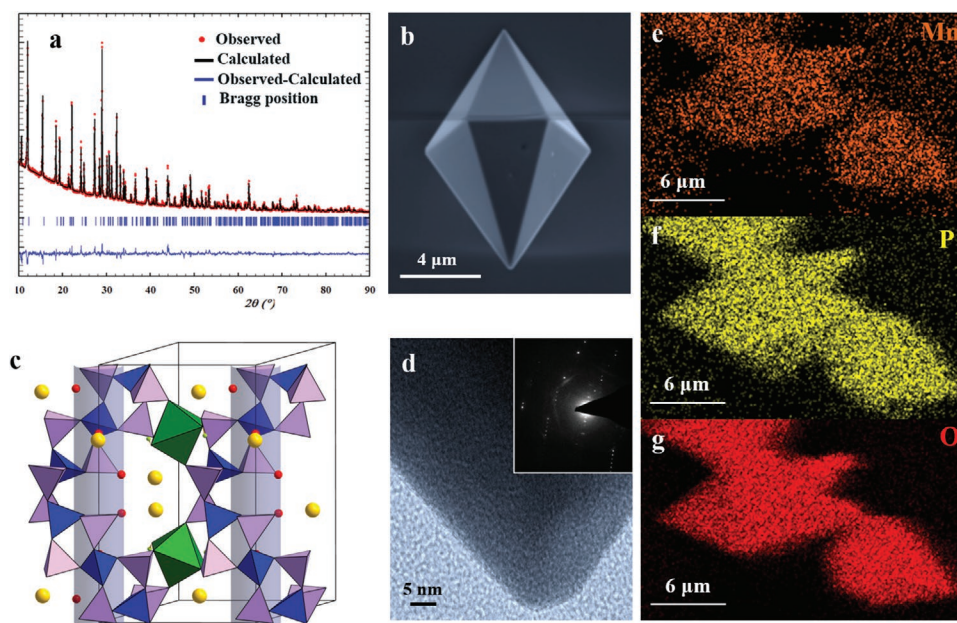 a
Observed
Calculated
Observed-Calculated
Bragg position
10 20 30 40 50 60 70 80 90
2θ (°)
b
4 µm
c
d
5 nm
e
Mn
6 µm
f
P
6 µm
g
O
6 µm